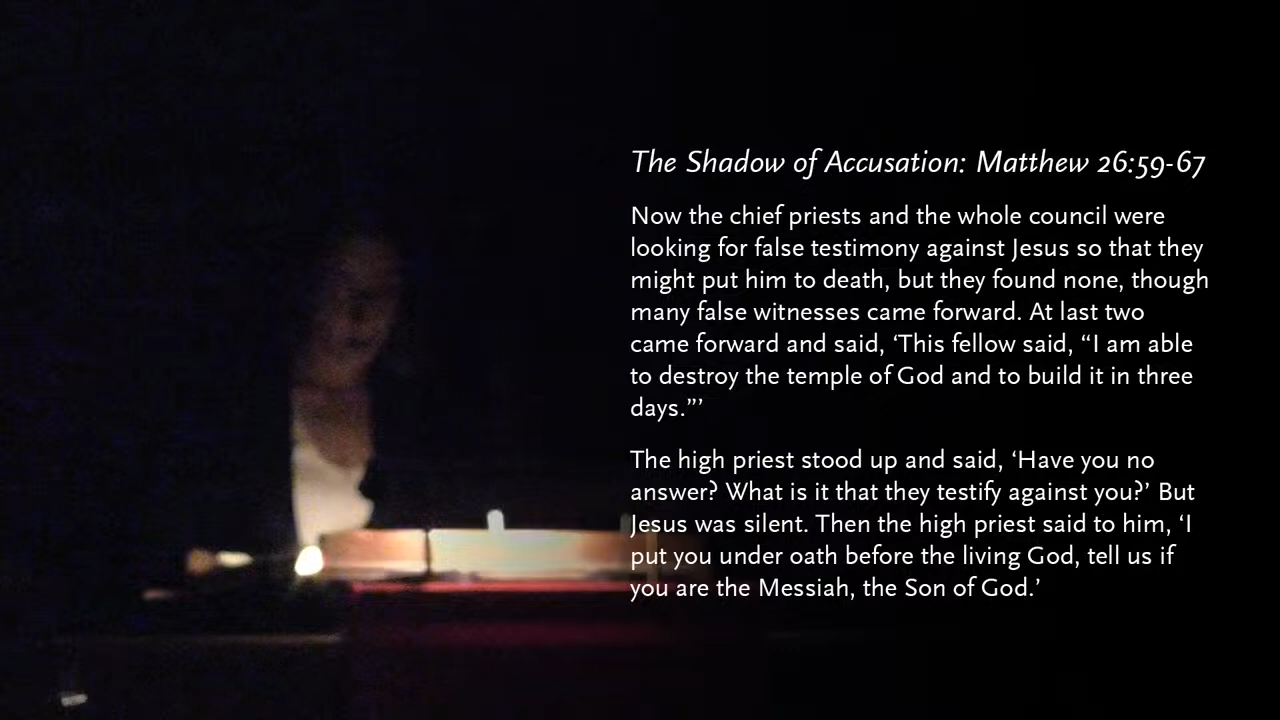 The Shadow of Accusation: Matthew 26:59-67
Now the chief priests and the whole council were
looking for false testimony against Jesus so that they
might put him to death, but they found none, though
many false witnesses came forward. At last two
came forward and said, ‘This fellow said, “I am able
to destroy the temple of God and to build it in three
days.”’
The high priest stood up and said, ‘Have you no
answer? What is it that they testify against you?’ But
Jesus was silent. Then the high priest said to him, ‘I
put you under oath before the living God, tell us if
you are the Messiah, the Son of God.’